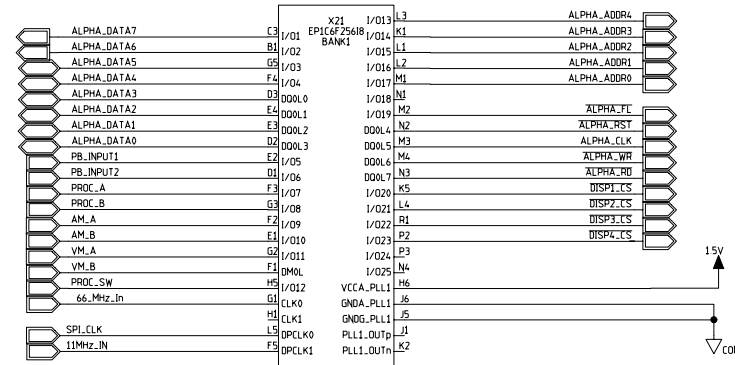 X21
EP1C6F256I8
BANK1
ALPHA_DATA7 C3 I/O1
ALPHA_DATA6 B1 I/O2
ALPHA_DATA5 G5 I/O3
ALPHA_DATA4 F4 I/O4
ALPHA_DATA3 D3 DQ0L0
ALPHA_DATA2 E4 DQ0L1
ALPHA_DATA1 E3 DQ0L2
ALPHA_DATA0 D2 DQ0L3
PB_INPUT1 E2 I/O5
PB_INPUT2 D1 I/O6
PROC_A F3 I/O7
PROC_B G3 I/O8
AM_A F2 I/O9
AM_B E1 I/O10
VM_A G2 I/O11
VM_B F1 DM0L
PROC_SW H5 I/O12
66_MHz_In G1 CLK0
H1 CLK1
SPI_CLK L5 DPCLK0
11MHz_IN F5 DPCLK1
I/O13 L3 ALPHA_ADDR4
I/O14 K1 ALPHA_ADDR3
I/O15 L1 ALPHA_ADDR2
I/O16 L2 ALPHA_ADDR1
I/O17 M1 ALPHA_ADDR0
I/O18 N1
I/O19 M2 ALPHA_FL
DQ0L4 N2 ALPHA_RST
DQ0L5 M3 ALPHA_CLK
DQ0L6 M4 ALPHA_WR
DQ0L7 N3 ALPHA_RD
I/O20 K5 DISP1_CS
I/O21 L4 DISP2_CS
I/O22 R1 DISP3_CS
I/O23 P2 DISP4_CS
I/O24 P3
I/O25 N4
VCCA_PLL1 H6
GNDA_PLL1 J6
GNDG_PLL1 J5
PLL1_OUTp J1
PLL1_OUTn K2
1.5V